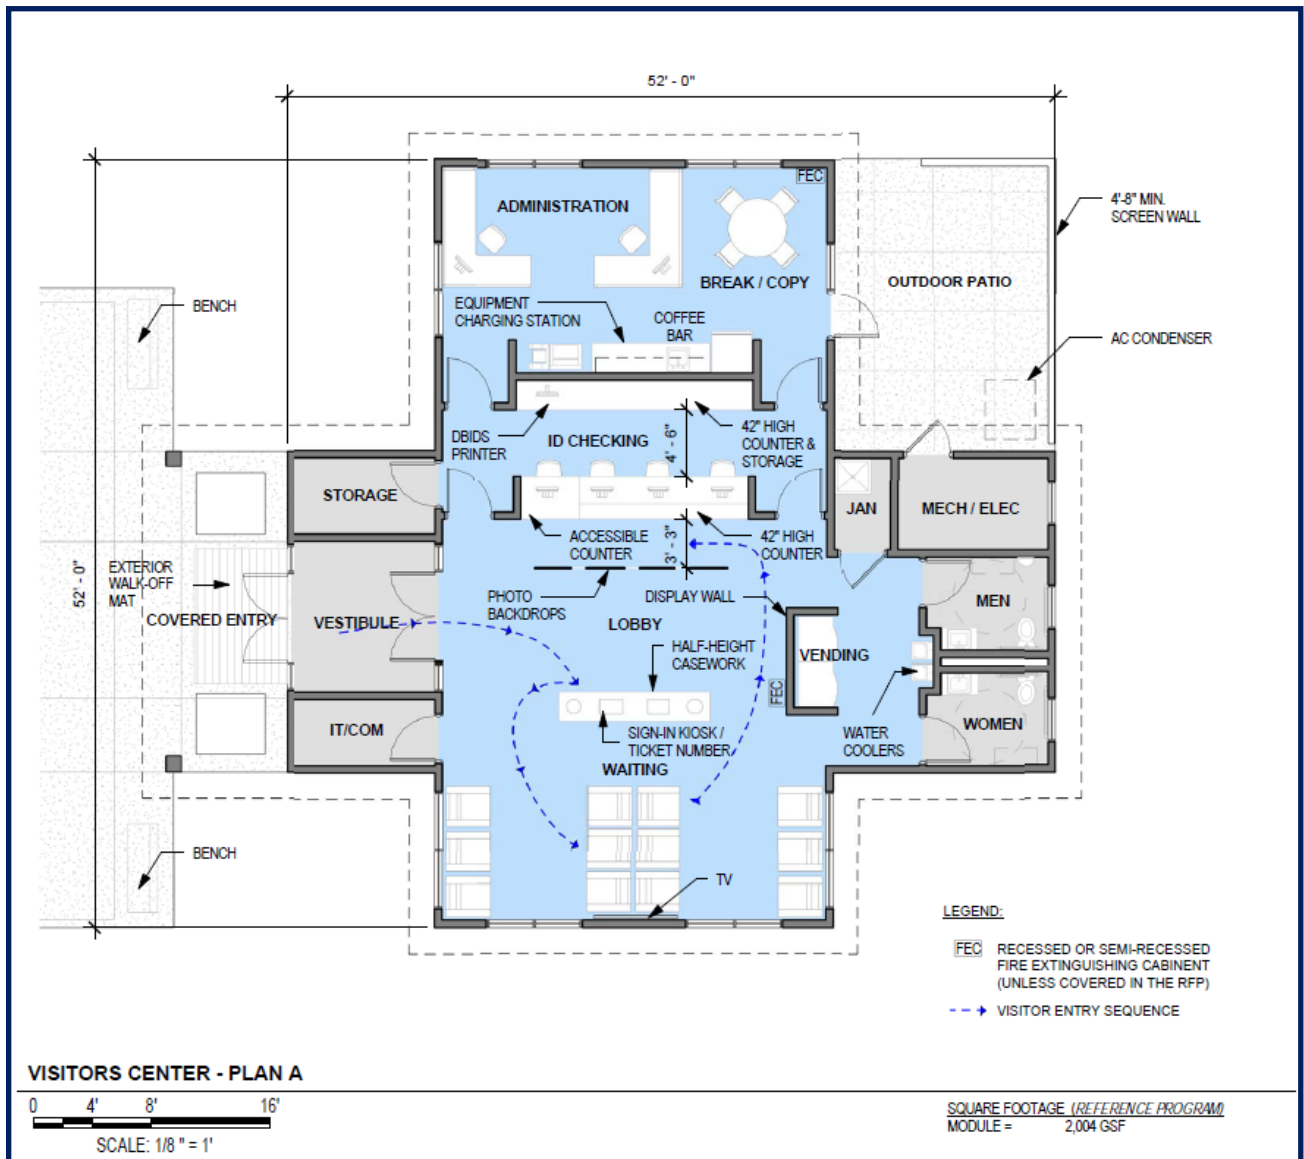 52' - 0"
FEC
ADMINISTRATION
4'-8" MIN.
SCREEN WALL
BREAK / COPY
OUTDOOR PATIO
BENCH
EQUIPMENT
CHARGING STATION
COFFEE
BAR
AC CONDENSER
DBIDS
PRINTER
ID CHECKING
4' - 6"
42" HIGH
COUNTER &
STORAGE
STORAGE
JAN
MECH / ELEC
ACCESSIBLE
COUNTER
3' - 3"
42" HIGH
COUNTER
52' - 0"
EXTERIOR
WALK-OFF
MAT
COVERED ENTRY
VESTIBULE
PHOTO
BACKDROPS
DISPLAY WALL
LOBBY
MEN
HALF-HEIGHT
CASEWORK
VENDING
FEC
IT/COM
SIGN-IN KIOSK /
TICKET NUMBER
WATER
COOLERS
WOMEN
WAITING
BENCH
TV
LEGEND:
FEC RECESSED OR SEMI-RECESSED
FIRE EXTINGUISHING CABINENT
(UNLESS COVERED IN THE RFP)
VISITOR ENTRY SEQUENCE
VISITORS CENTER - PLAN A
0 4' 8' 16'
SCALE: 1/8 " = 1'
SQUARE FOOTAGE (REFERENCE PROGRAM)
MODULE = 2,004 GSF